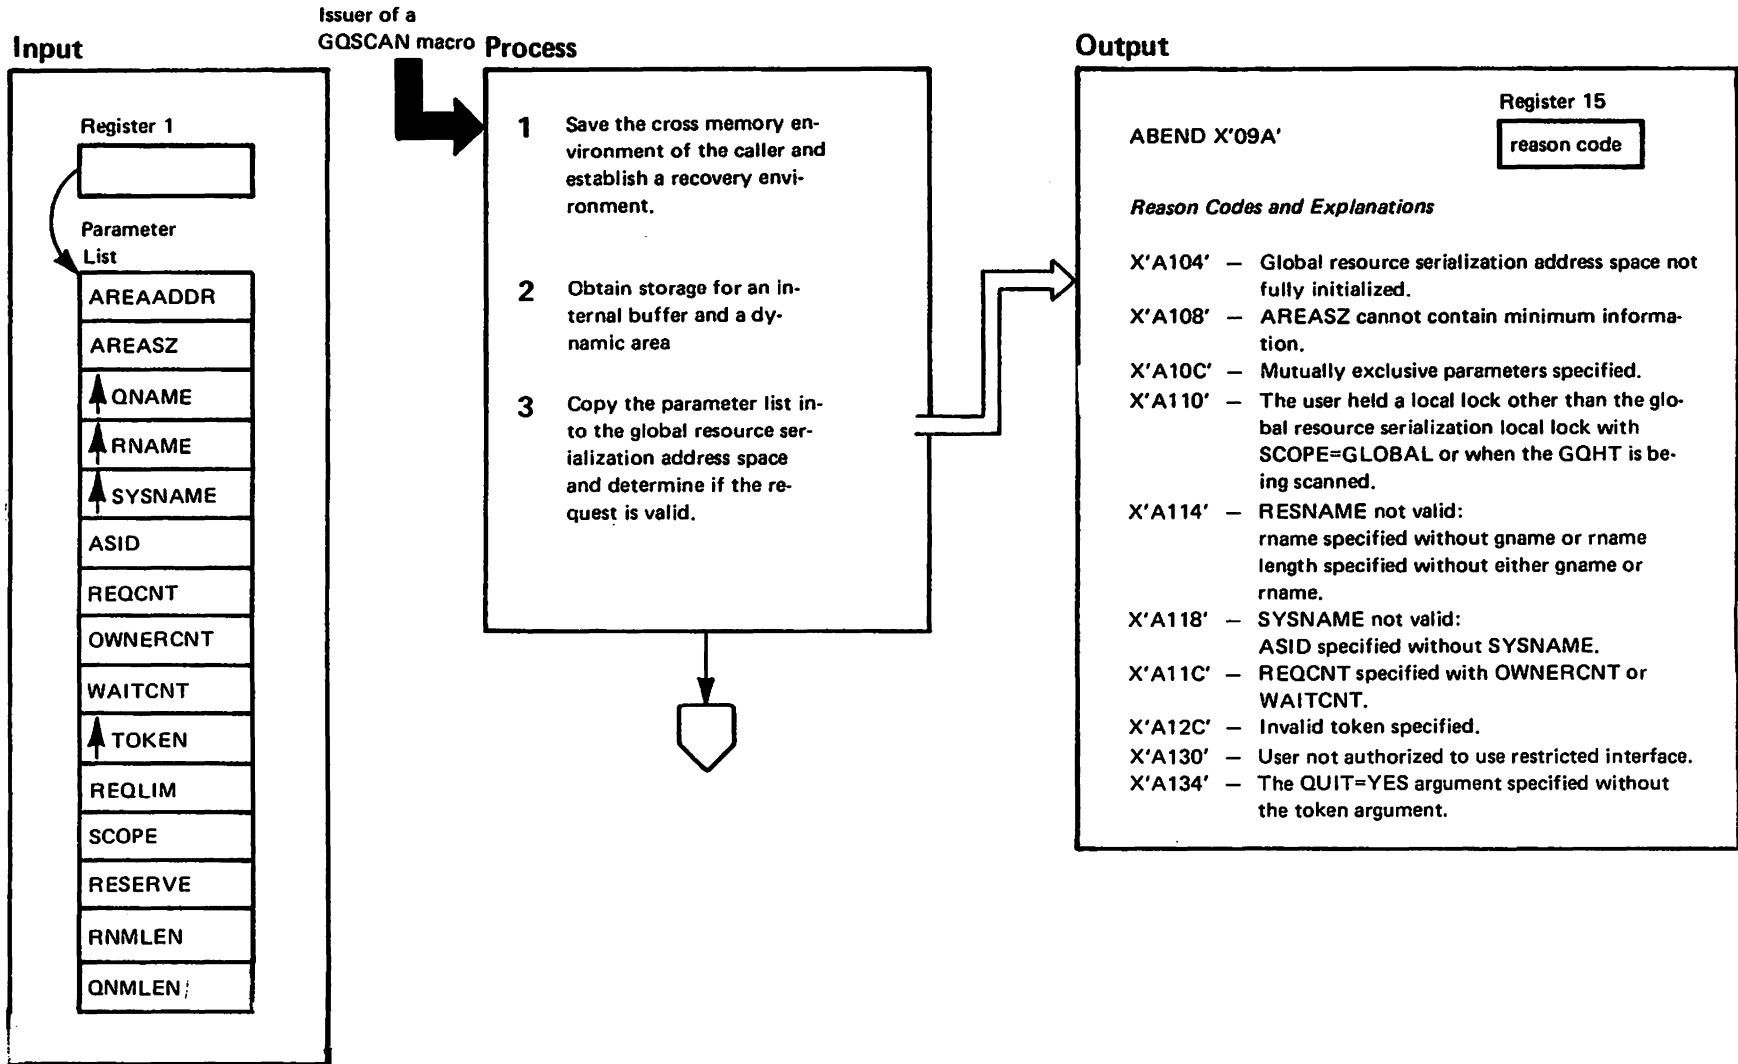 Issuer of a
GQSCAN macro
Input
Register 1
Parameter
List
AREAADDR
AREASZ
QNAME
RNAME
SYSNAME
ASID
REQCNT
OWNERCNT
WAITCNT
TOKEN
REQLIM
SCOPE
RESERVE
RNMLEN
QNMLEN
Process
1 Save the cross memory en-
vironment of the caller and
establish a recovery envi-
ronment.
2 Obtain storage for an in-
ternal buffer and a dy-
namic area
3 Copy the parameter list in-
to the global resource ser-
ialization address space
and determine if the re-
quest is valid.
Output
Register 15
ABEND X'09A'
reason code
Reason Codes and Explanations
X'A104' — Global resource serialization address space not
fully initialized.
X'A108' — AREASZ cannot contain minimum informa-
tion.
X'A10C' — Mutually exclusive parameters specified.
X'A110' — The user held a local lock other than the glo-
bal resource serialization local lock with
SCOPE=GLOBAL or when the GQHT is be-
ing scanned.
X'A114' — RESNAME not valid:
rname specified without gname or rname
length specified without either gname or
rname.
X'A118' — SYSNAME not valid:
ASID specified without SYSNAME.
X'A11C' — REQCNT specified with OWNERCNT or
WAITCNT.
X'A12C' — Invalid token specified.
X'A130' — User not authorized to use restricted interface.
X'A134' — The QUIT=YES argument specified without
the token argument.